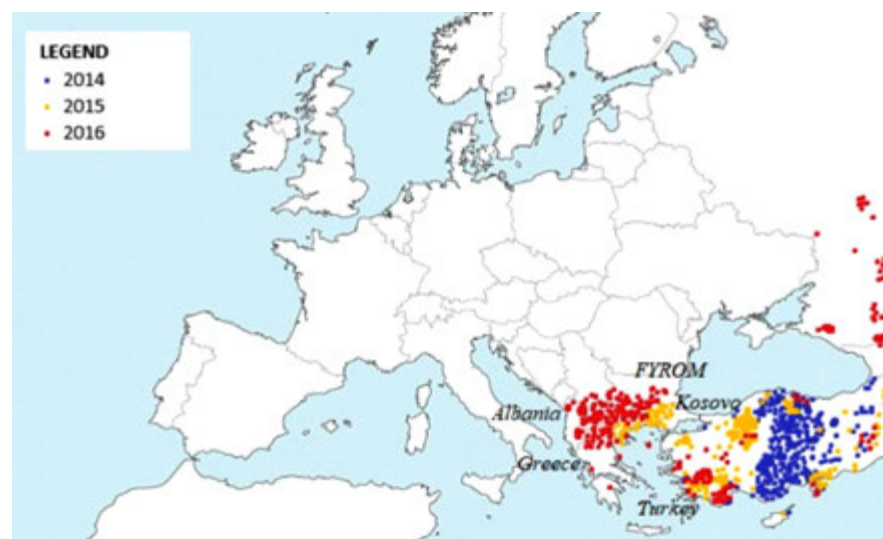 LEGEND
2014
2015
2016
FYROM
Kosovo
Albania
Greece
Turkey